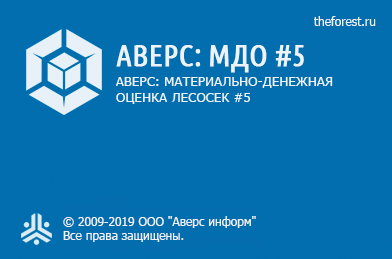 theforest.ru
АВЕРС: МДО #5
АВЕРС: МАТЕРИАЛЬНО-ДЕНЕЖНАЯ
ОЦЕНКА ЛЕСОСЕК #5
© 2009-2019 ООО "Аверс информ"
Все права защищены.